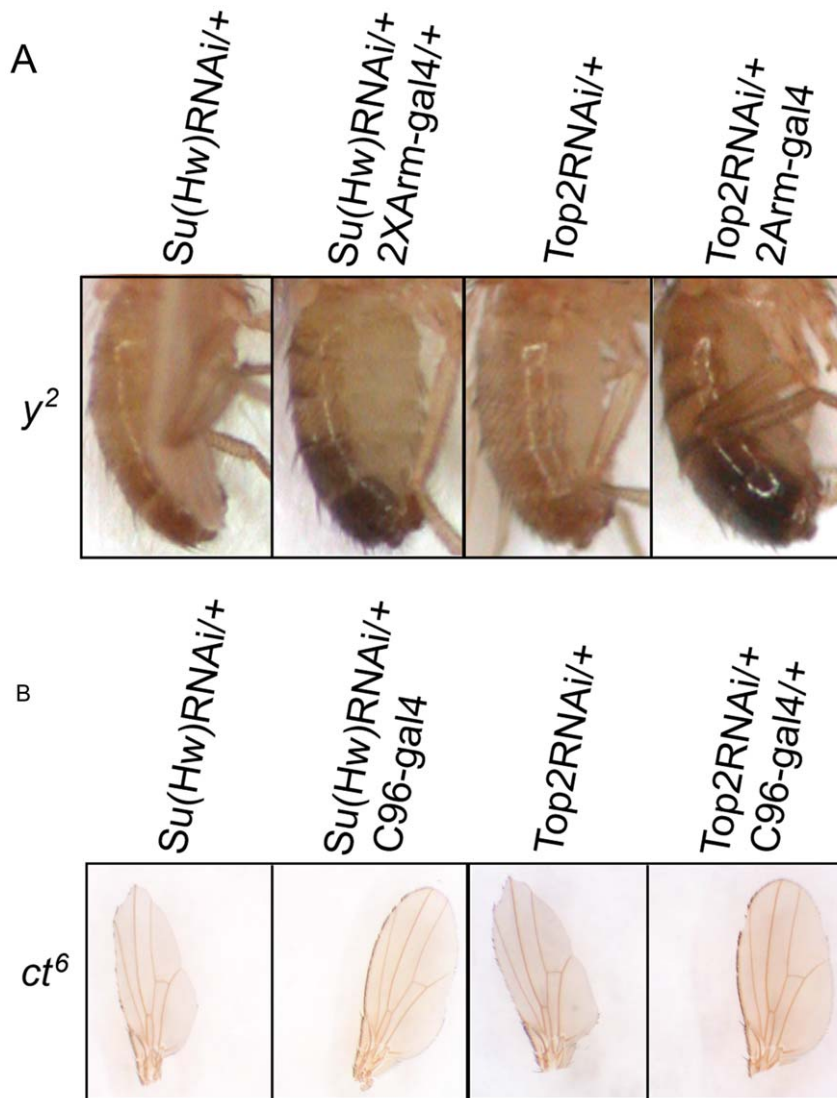 A
Su(Hw)RNAi/+
Su(Hw)RNAi/+
2XArm-gal4/+
Top2RNAi/+
Top2RNAi/+
2Arm-gal4
y²
B
Su(Hw)RNAi/+
Su(Hw)RNAi/+
C96-gal4
Top2RNAi/+
Top2RNAi/+
C96-gal4/+
ct⁶